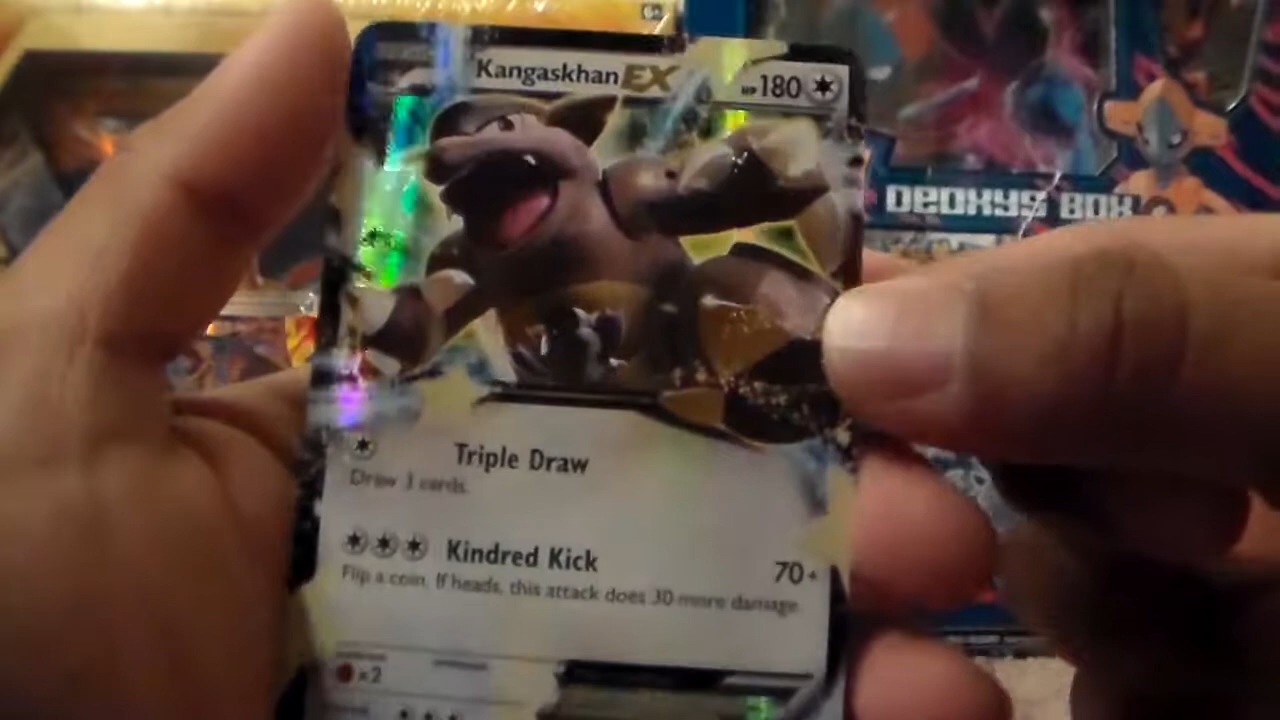 6+
Kangaskhan EX
HP 180
DEOXYS BOX
Triple Draw
Draw 3 cards.
Kindred Kick 70+
Flip a coin. If heads, this attack does 30 more damage.
×2